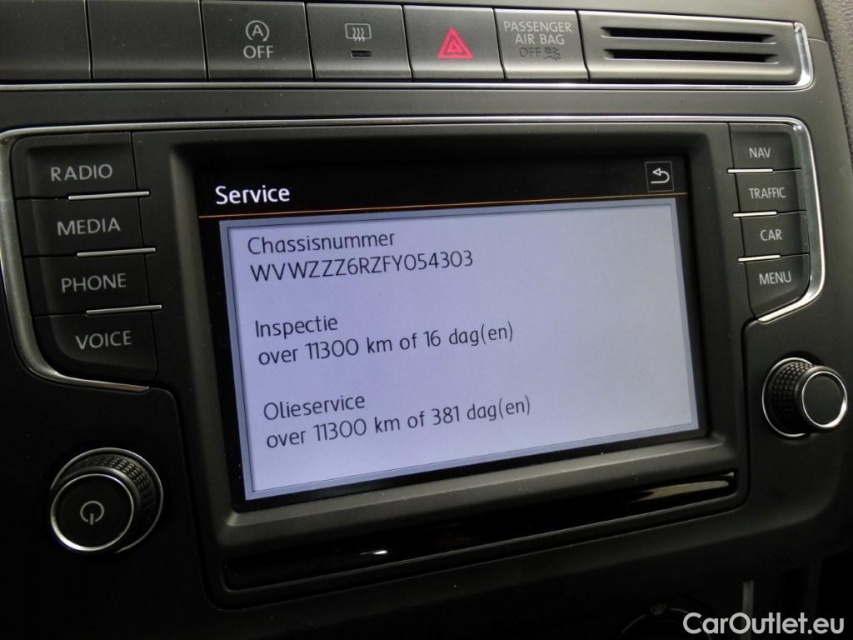 A
OFF
PASSENGER
AIR BAG
OFF
RADIO
MEDIA
PHONE
VOICE
Service
Chassisnummer
WVWZZZ6RZFY054303
Inspectie
over 11300 km of 16 dag(en)
Olieservice
over 11300 km of 381 dag(en)
NAV
TRAFFIC
CAR
MENU
CarOutlet.eu